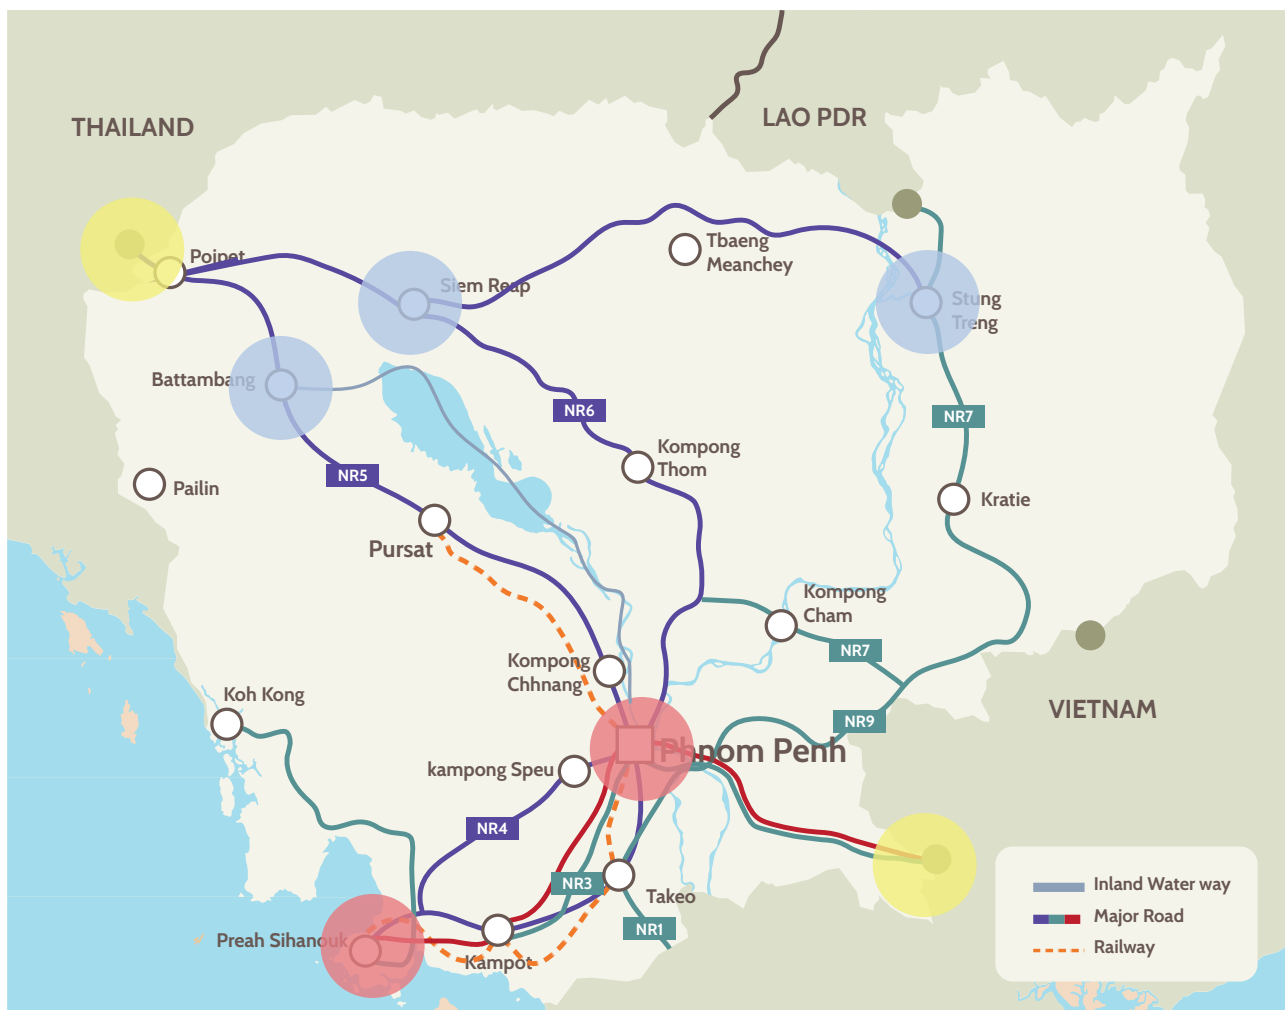 THAILAND
LAO PDR
Poipet
Siem Reap
Tbaeng
Meanchey
Stung
Treng
Battambang
NR6
NR7
Kompong
Thom
NR5
Pailin
Kratie
Pursat
Kompong
Cham
NR7
Kompong
Chhnang
Koh Kong
VIETNAM
NR9
Phnom Penh
kampong Speu
NR4
NR3
Takeo
NR1
Preah Sihanouk
Kampot
Inland Water way
Major Road
Railway